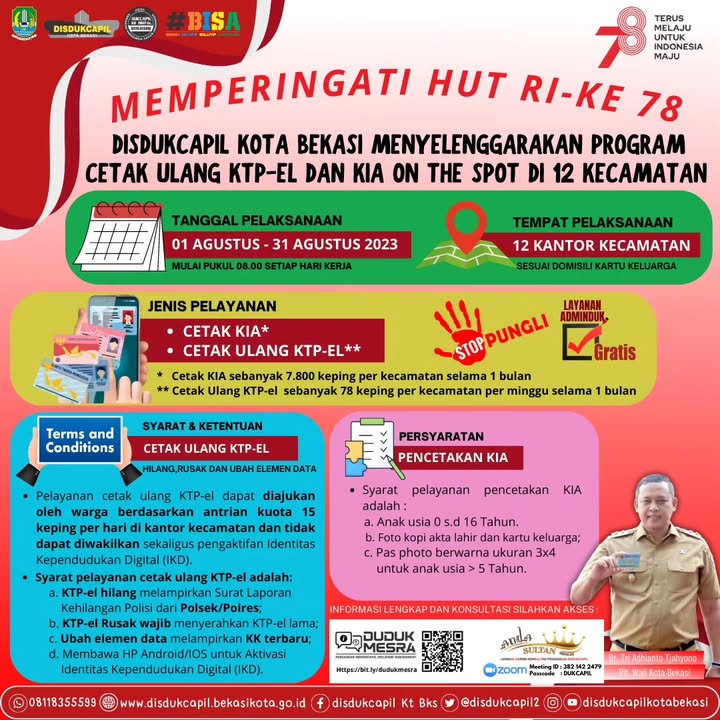 DISDUKCAPIL
KOTA BEKASI
#BISA
78
TERUS
MELAJU
UNTUK
INDONESIA
MAJU
MEMPERINGATI HUT RI-KE 78
DISDUKCAPIL KOTA BEKASI MENYELENGGARAKAN PROGRAM
CETAK ULANG KTP-EL DAN KIA ON THE SPOT DI 12 KECAMATAN
TANGGAL PELAKSANAAN
01 AGUSTUS - 31 AGUSTUS 2023
MULAI PUKUL 08.00 SETIAP HARI KERJA
TEMPAT PELAKSANAAN
12 KANTOR KECAMATAN
SESUAI DOMISILI KARTU KELUARGA
JENIS PELAYANAN
• CETAK KIA*
• CETAK ULANG KTP-EL**
STOP PUNGLI
LAYANAN
ADMINDUK
Gratis
* Cetak KIA sebanyak 7.800 keping per kecamatan selama 1 bulan
** Cetak Ulang KTP-el sebanyak 78 keping per kecamatan per minggu selama 1 bulan
Terms and
Conditions
SYARAT & KETENTUAN
CETAK ULANG KTP-EL
HILANG,RUSAK DAN UBAH ELEMEN DATA
• Pelayanan cetak ulang KTP-el dapat diajukan
oleh warga berdasarkan antrian kuota 15
keping per hari di kantor kecamatan dan tidak
dapat diwakilkan sekaligus pengaktifan Identitas
Kependudukan Digital (IKD).
• Syarat pelayanan cetak ulang KTP-el adalah:
a. KTP-el hilang melampirkan Surat Laporan
Kehilangan Polisi dari Polsek/Polres;
b. KTP-el Rusak wajib menyerahkan KTP-el lama;
c. Ubah elemen data melampirkan KK terbaru;
d. Membawa HP Android/IOS untuk Aktivasi
Identitas Kependudukan Digital (IKD).
PERSYARATAN
PENCETAKAN KIA
• Syarat pelayanan pencetakan KIA
adalah :
a. Anak usia 0 s.d 16 Tahun.
b. Foto kopi akta lahir dan kartu keluarga;
c. Pas photo berwarna ukuran 3x4
untuk anak usia > 5 Tahun.
INFORMASI LENGKAP DAN KONSULTASI SILAHKAN AKSES :
DUDUK
MESRA
Https://bit.ly/dudukmesra
anda
SULTAN
zoom
Meeting ID : 382 142 2479
Passcode : DUKCAPIL
Dr. Tri Adhianto Tjahyono
Plt. Wali Kota Bekasi
08118355599
www.disdukcapil.bekasikota.go.id
disdukcapil Kt Bks
@disdukcapil2
@disdukcapilkotabekasi